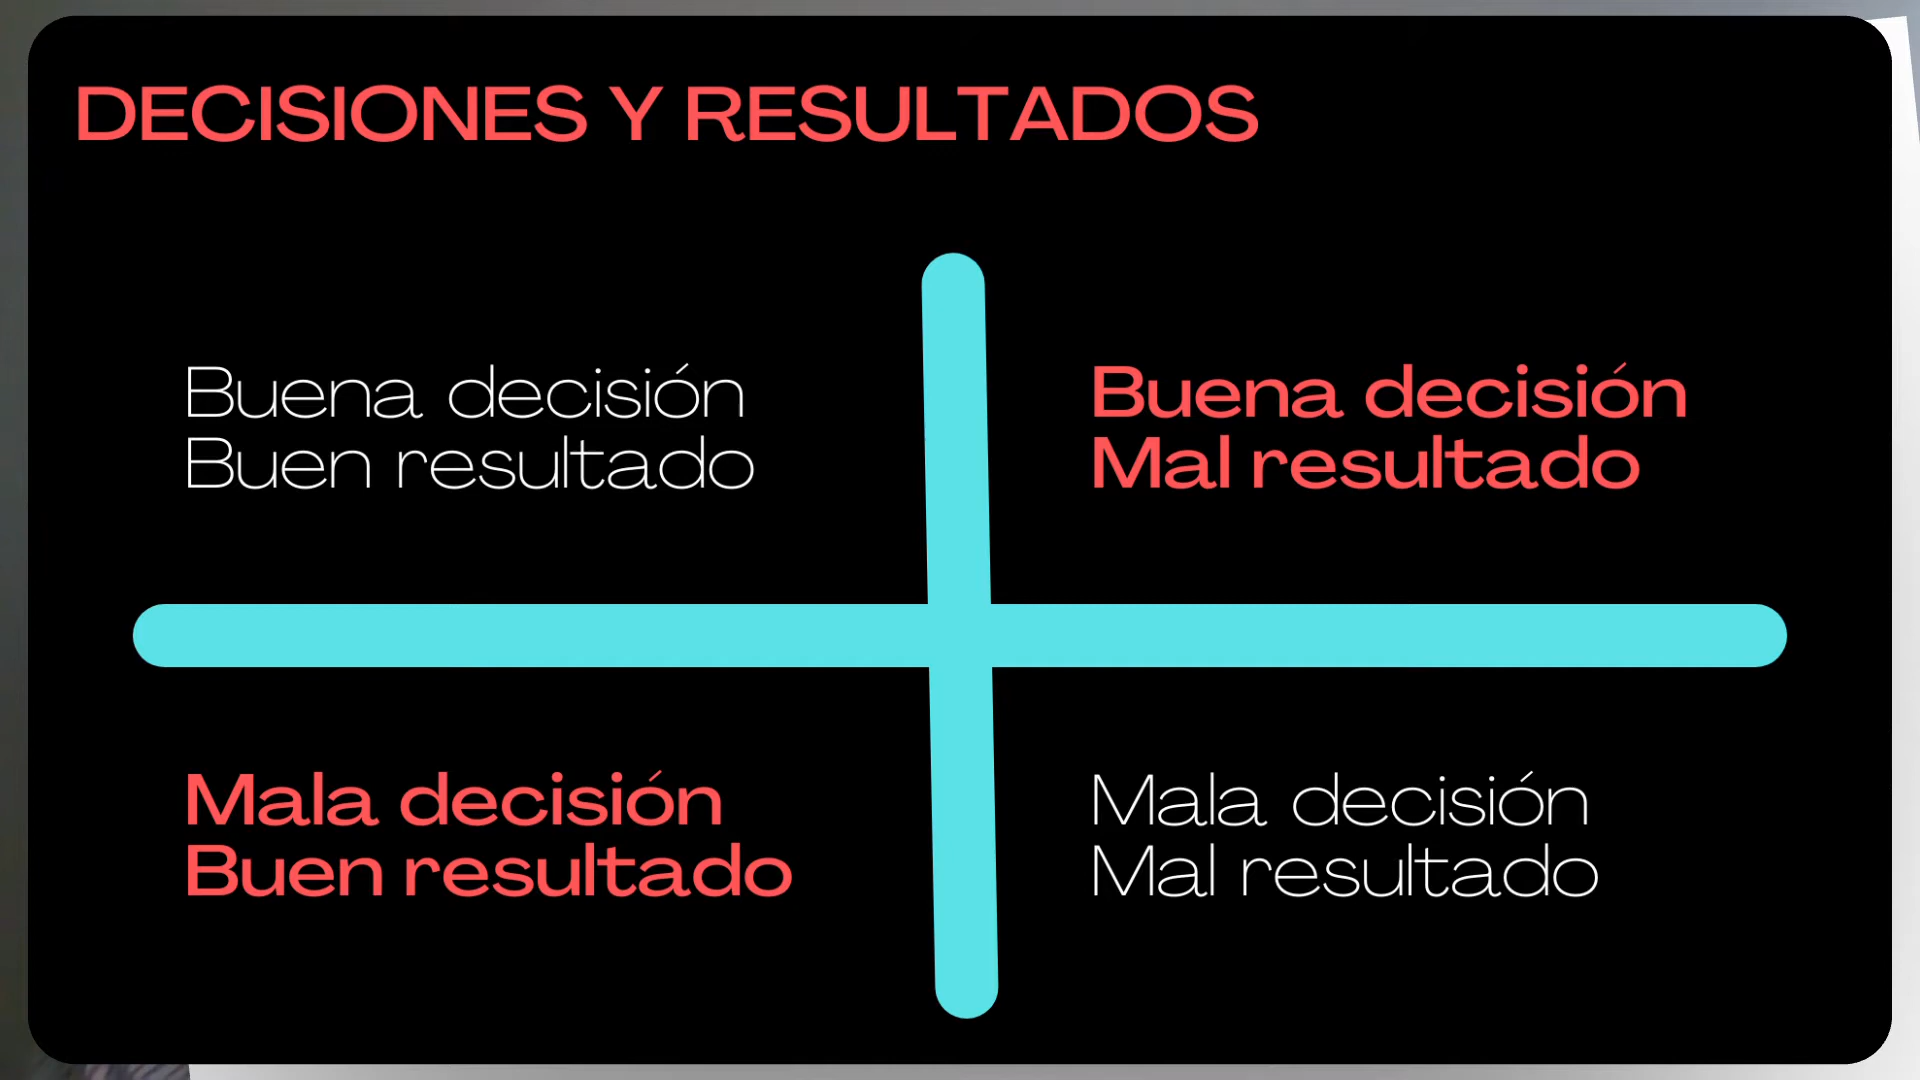 DECISIONES Y RESULTADOS
Buena decisión
Buen resultado
Buena decisión
Mal resultado
Mala decisión
Buen resultado
Mala decisión
Mal resultado